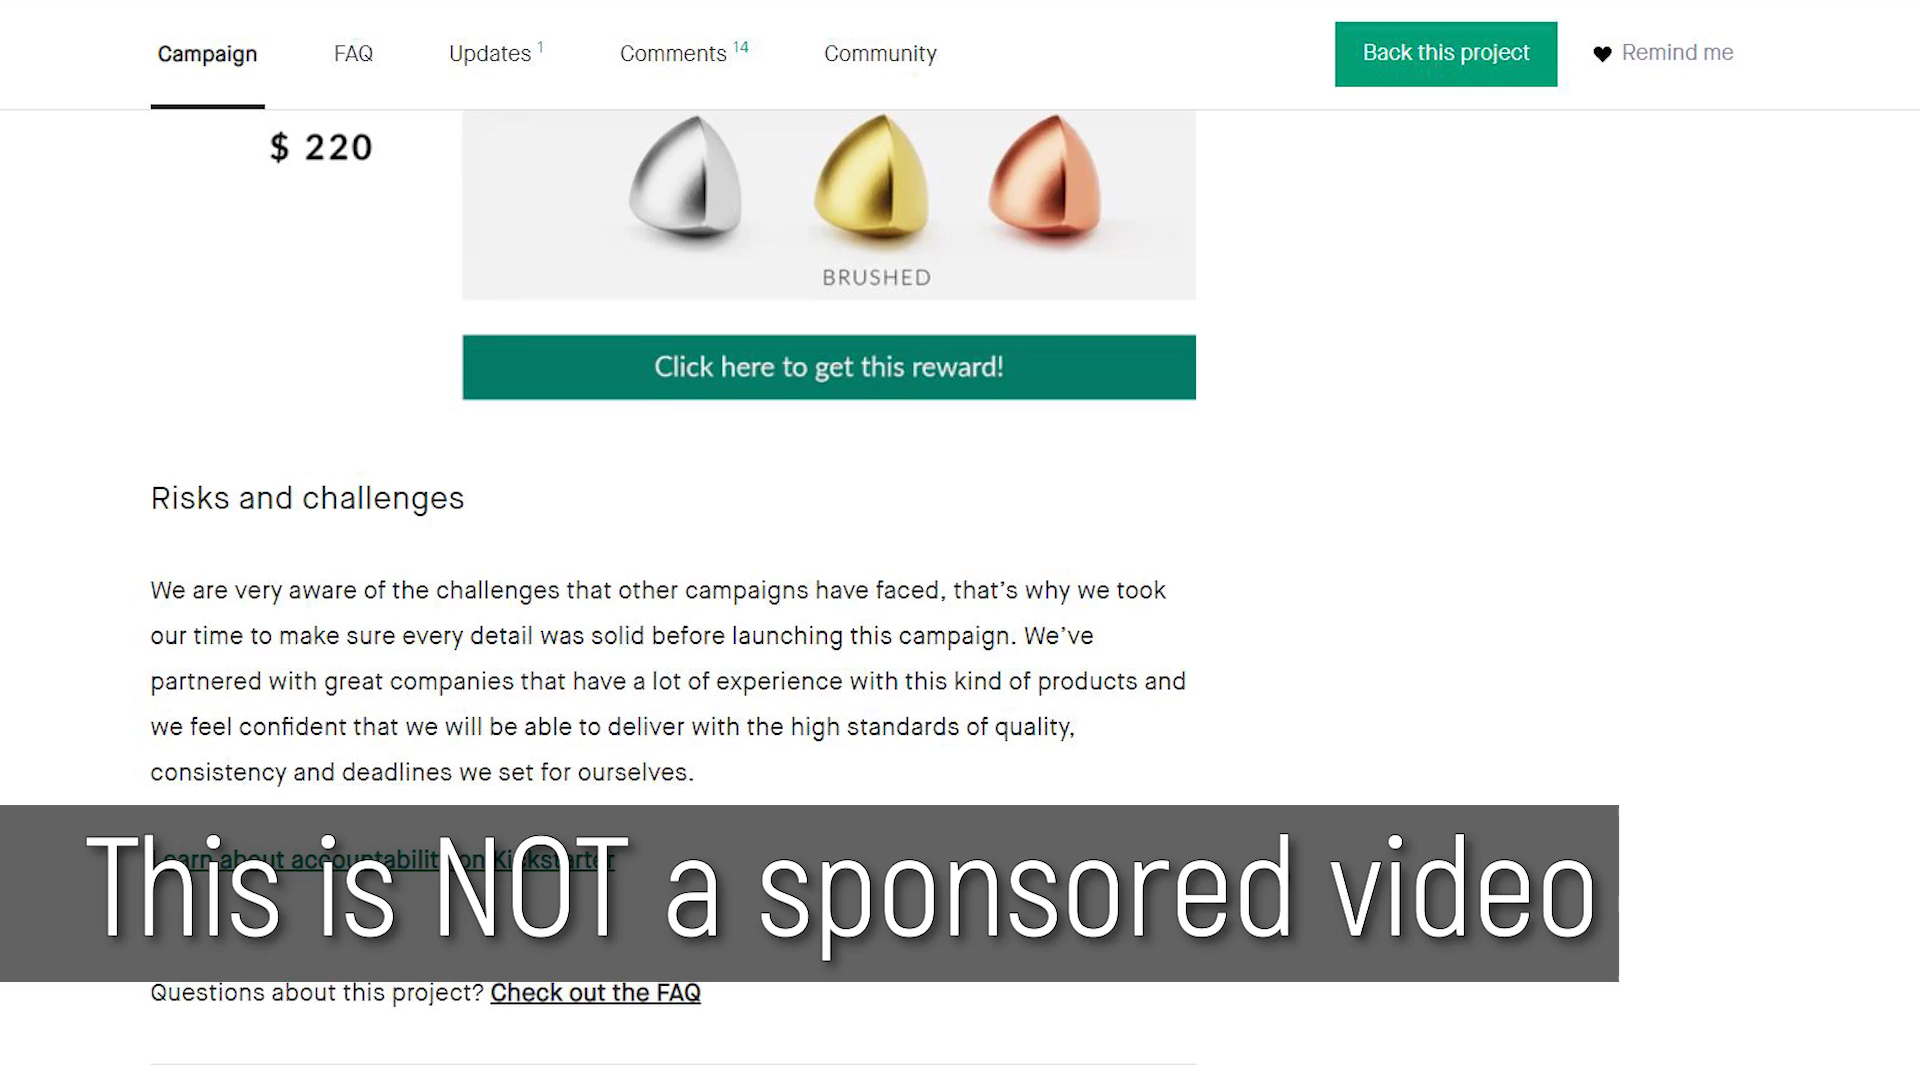 Campaign
FAQ
Updates 1
Comments 14
Community
Back this project
Remind me
$ 220
BRUSHED
Click here to get this reward!
Risks and challenges
We are very aware of the challenges that other campaigns have faced, that’s why we took
our time to make sure every detail was solid before launching this campaign. We’ve
partnered with great companies that have a lot of experience with this kind of products and
we feel confident that we will be able to deliver with the high standards of quality,
consistency and deadlines we set for ourselves.
Learn about accountability on Kickstarter
This is NOT a sponsored video
Questions about this project? Check out the FAQ